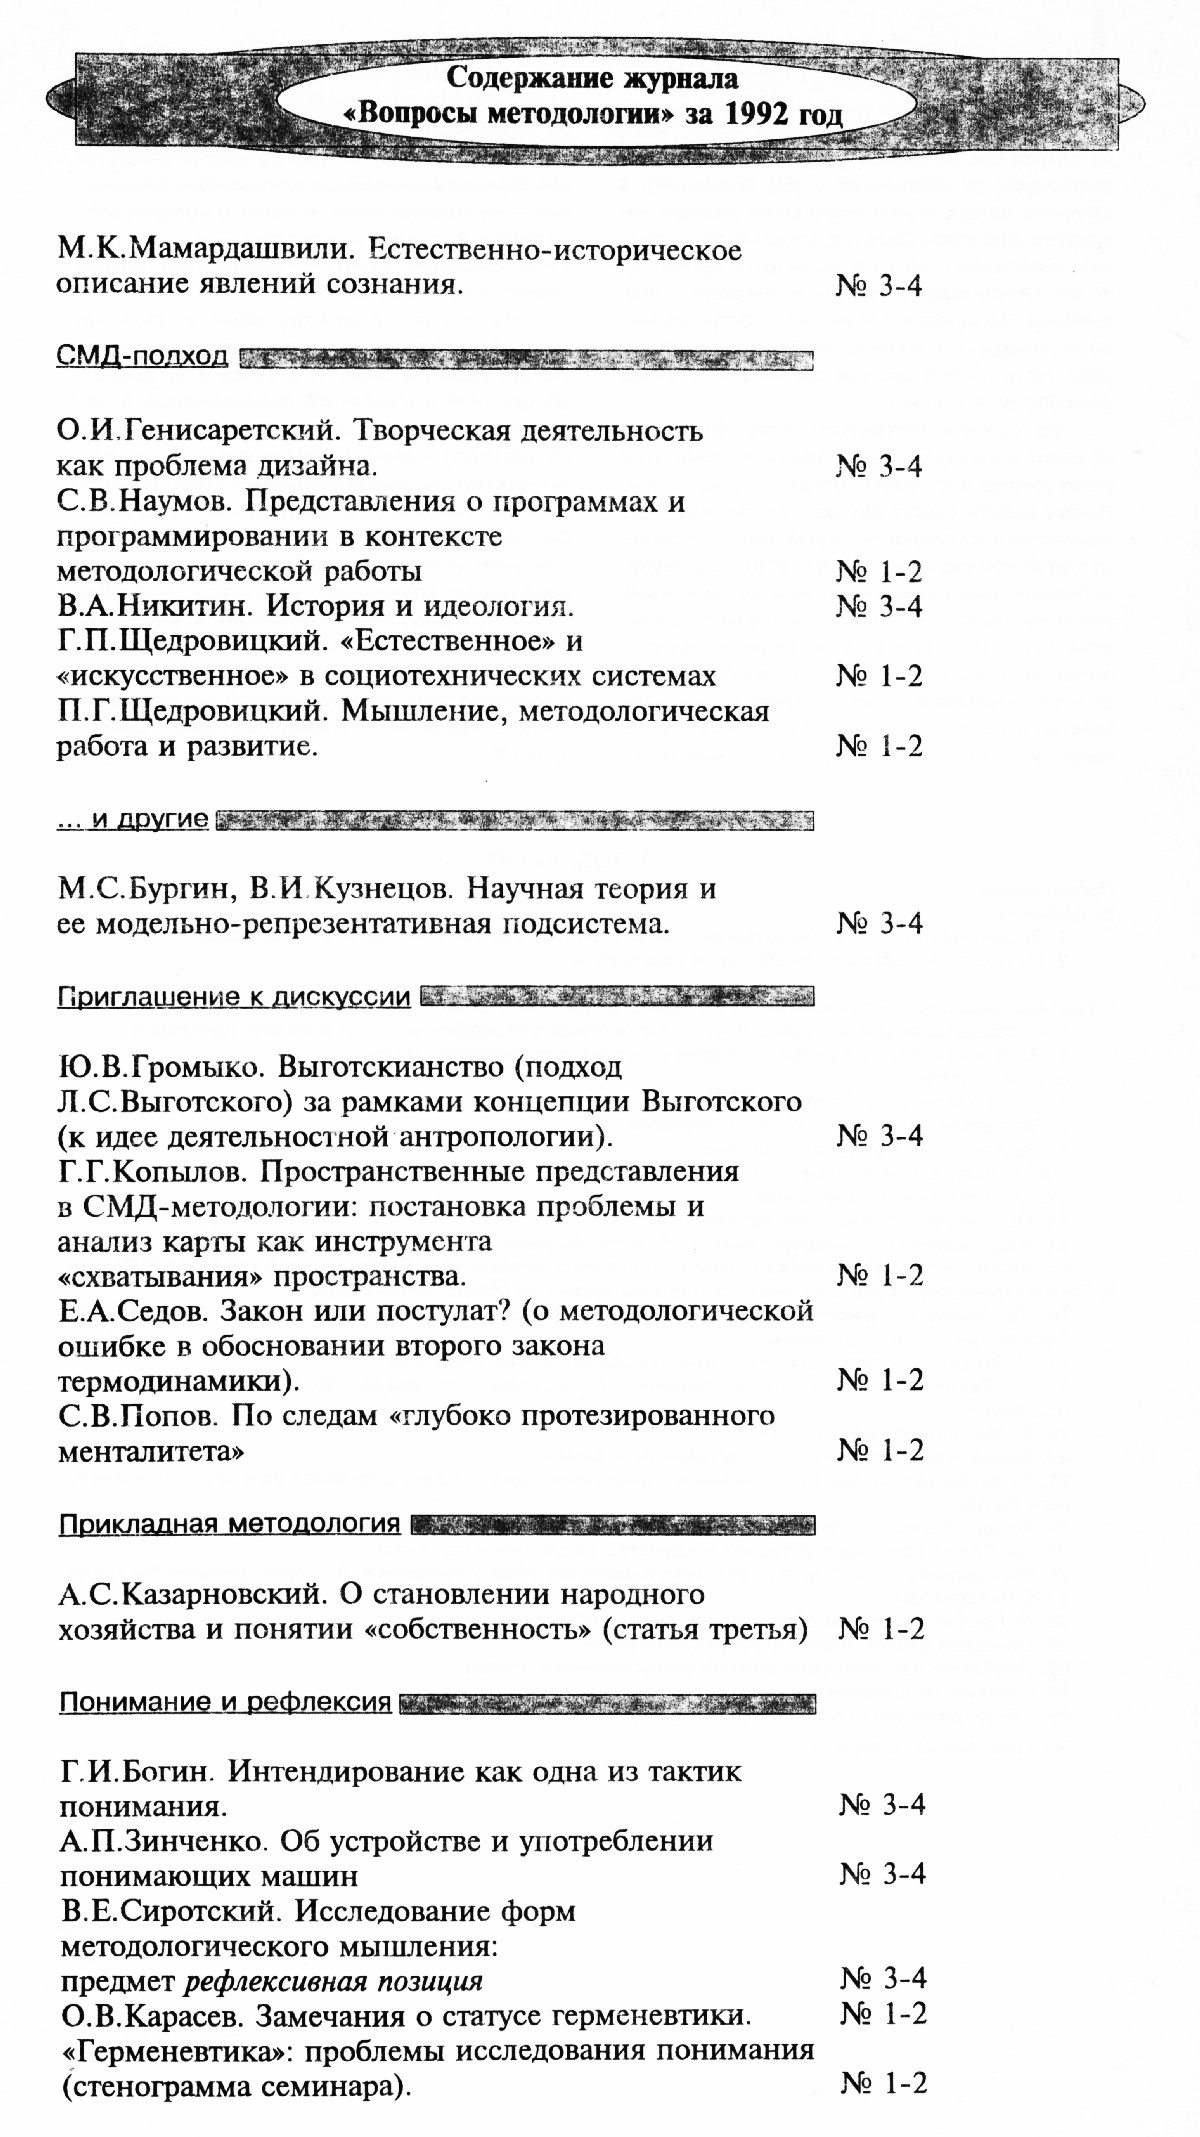 Содержание журнала
«Вопросы методологии» за 1992 год
М.К.Мамардашвили. Естественно-историческое
описание явлений сознания. № 3-4
СМД-подход
О.И.Генисаретский. Творческая деятельность
как проблема дизайна. № 3-4
С.В.Наумов. Представления о программах и
программировании в контексте
методологической работы № 1-2
В.А.Никитин. История и идеология. № 3-4
Г.П.Щедровицкий. «Естественное» и
«искусственное» в социотехнических системах № 1-2
П.Г.Щедровицкий. Мышление, методологическая
работа и развитие. № 1-2
... и другие
М.С.Бургин, В.И.Кузнецов. Научная теория и
ее модельно-репрезентативная подсистема. № 3-4
Приглашение к дискуссии
Ю.В.Громыко. Выготскианство (подход
Л.С.Выготского) за рамками концепции Выготского
(к идее деятельностной антропологии). № 3-4
Г.Г.Копылов. Пространственные представления
в СМД-методологии: постановка проблемы и
анализ карты как инструмента
«схватывания» пространства. № 1-2
Е.А.Седов. Закон или постулат? (о методологической
ошибке в обосновании второго закона
термодинамики). № 1-2
С.В.Попов. По следам «глубоко протезированного
менталитета» № 1-2
Прикладная методология
А.С.Казарновский. О становлении народного
хозяйства и понятии «собственность» (статья третья) № 1-2
Понимание и рефлексия
Г.И.Богин. Интендирование как одна из тактик
понимания. № 3-4
А.П.Зинченко. Об устройстве и употреблении
понимающих машин № 3-4
В.Е.Сиротский. Исследование форм
методологического мышления:
предмет рефлексивная позиция № 3-4
О.В.Карасев. Замечания о статусе герменевтики. № 1-2
«Герменевтика»: проблемы исследования понимания
(стенограмма семинара). № 1-2